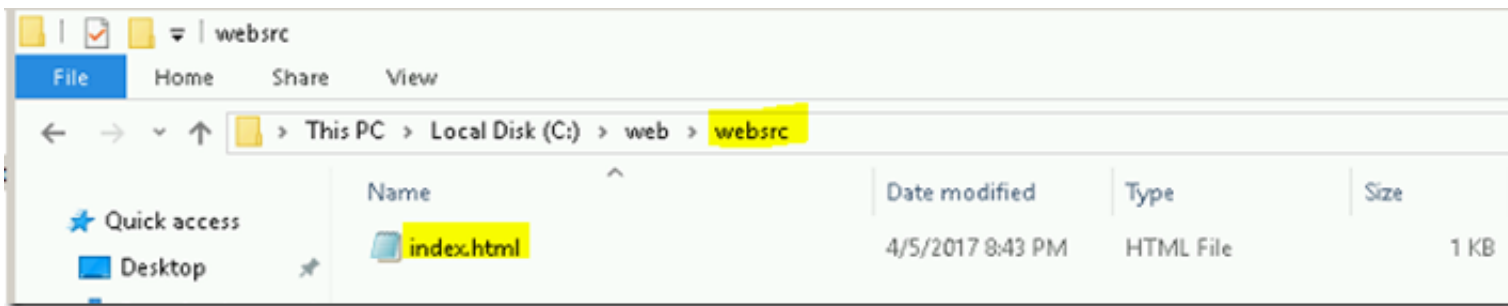 websrc
File Home Share View
This PC > Local Disk (C:) > web > websrc
Name Date modified Type Size
Quick access
index.html 4/5/2017 8:43 PM HTML File 1 KB
Desktop